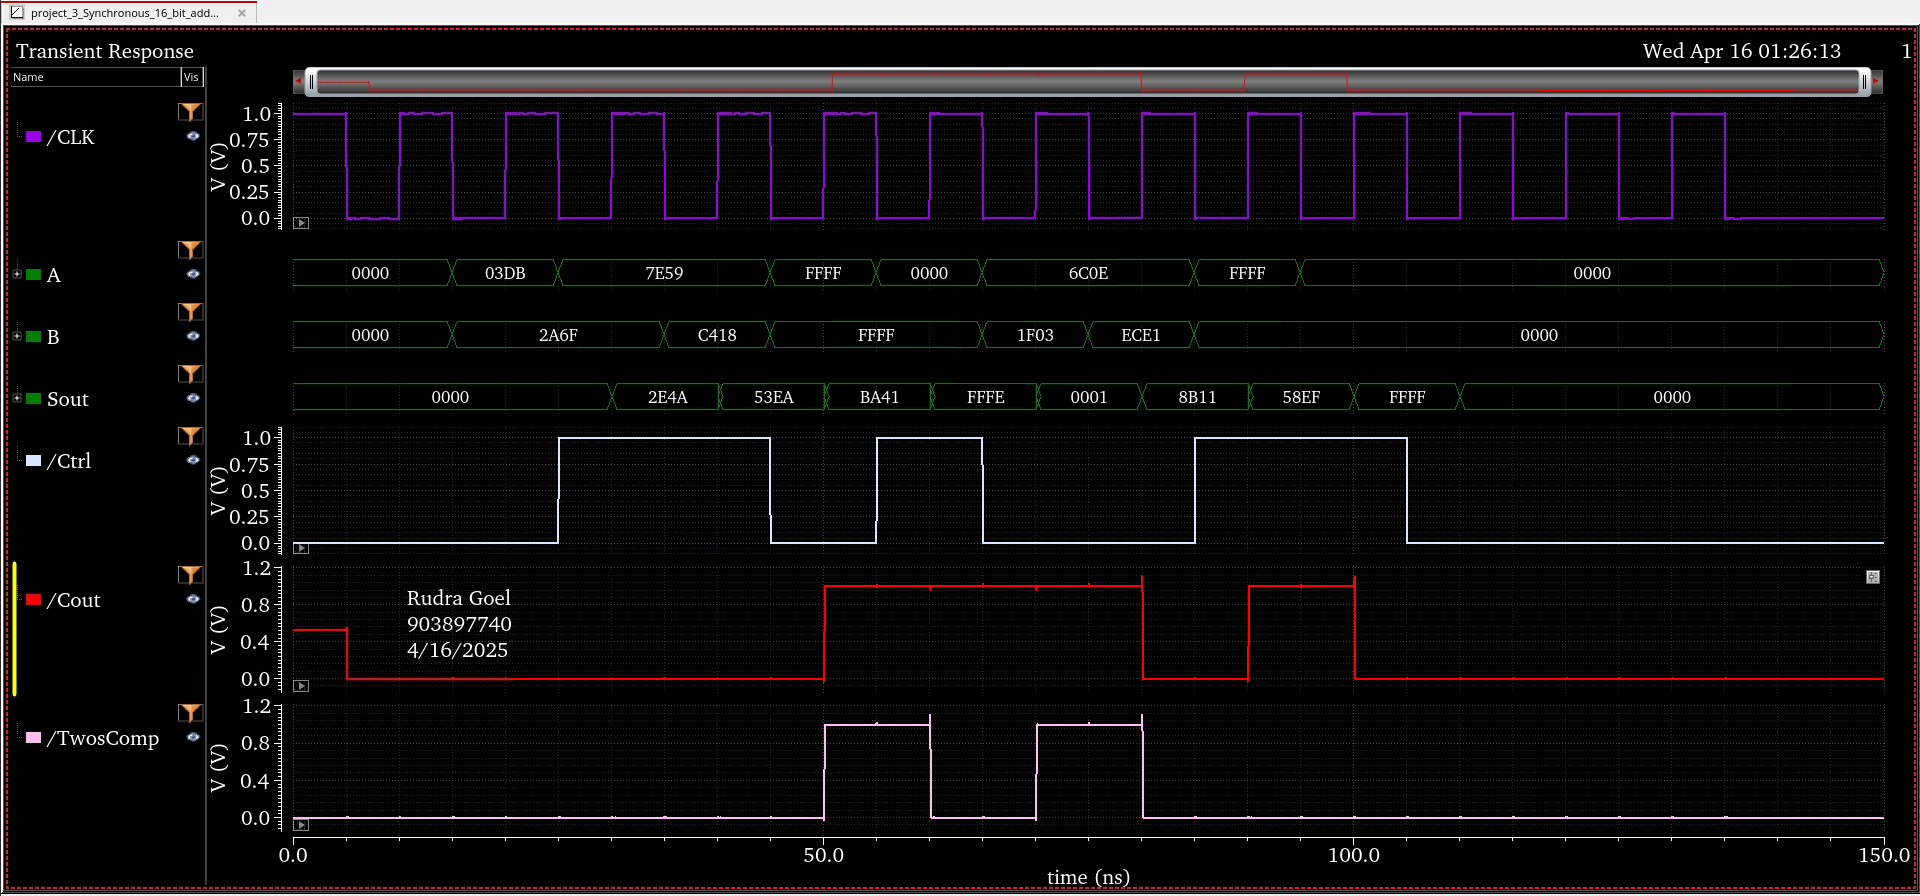 project_3_Synchronous_16_bit_add...
Transient Response
Wed Apr 16 01:26:13 1
Name Vis
/CLK
V (V)
1.0
0.75
0.5
0.25
0.0
A
0000 03DB 7E59 FFFF 0000 6C0E FFFF 0000
B
0000 2A6F C418 FFFF 1F03 ECE1 0000
Sout
0000 2E4A 53EA BA41 FFFE 0001 8B11 58EF FFFF 0000
/Ctrl
V (V)
1.0
0.75
0.5
0.25
0.0
/Cout
V (V)
1.2
0.8
0.4
0.0
Rudra Goel
903897740
4/16/2025
/TwosComp
V (V)
1.2
0.8
0.4
0.0
0.0 50.0 100.0 150.0
time (ns)